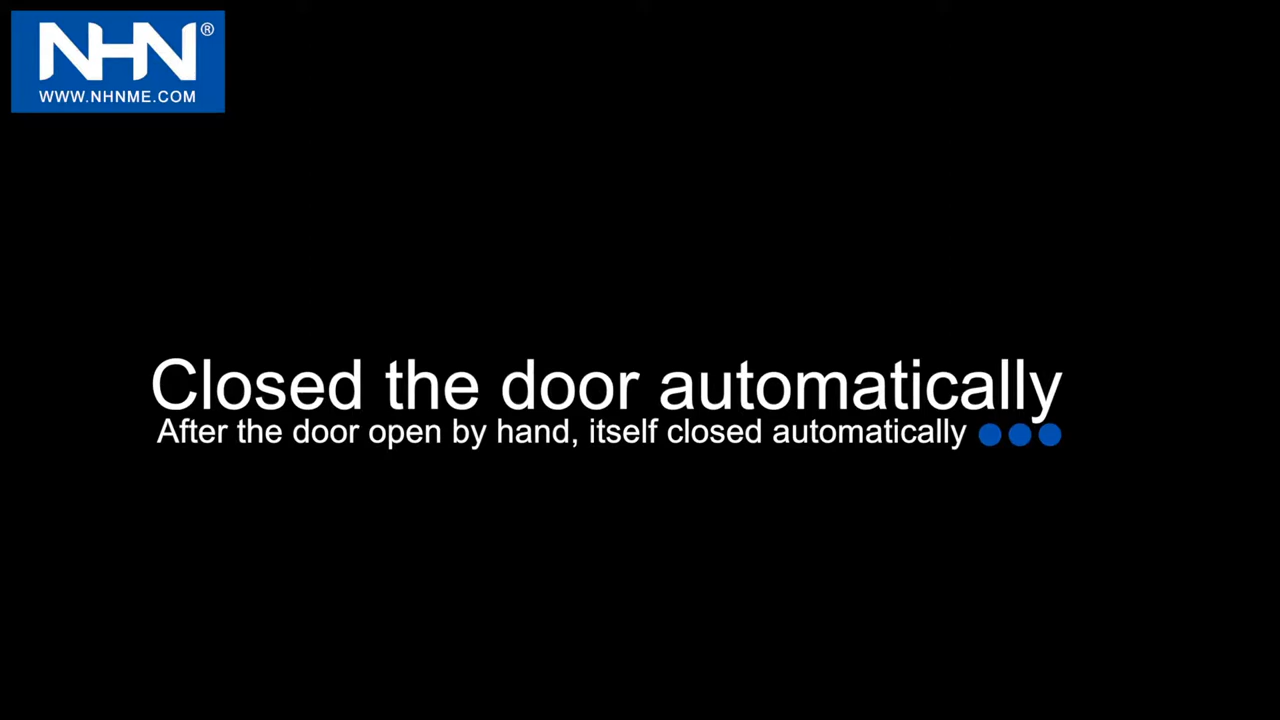 NHN®
WWW.NHNME.COM
Closed the door automatically
After the door open by hand, itself closed automatically